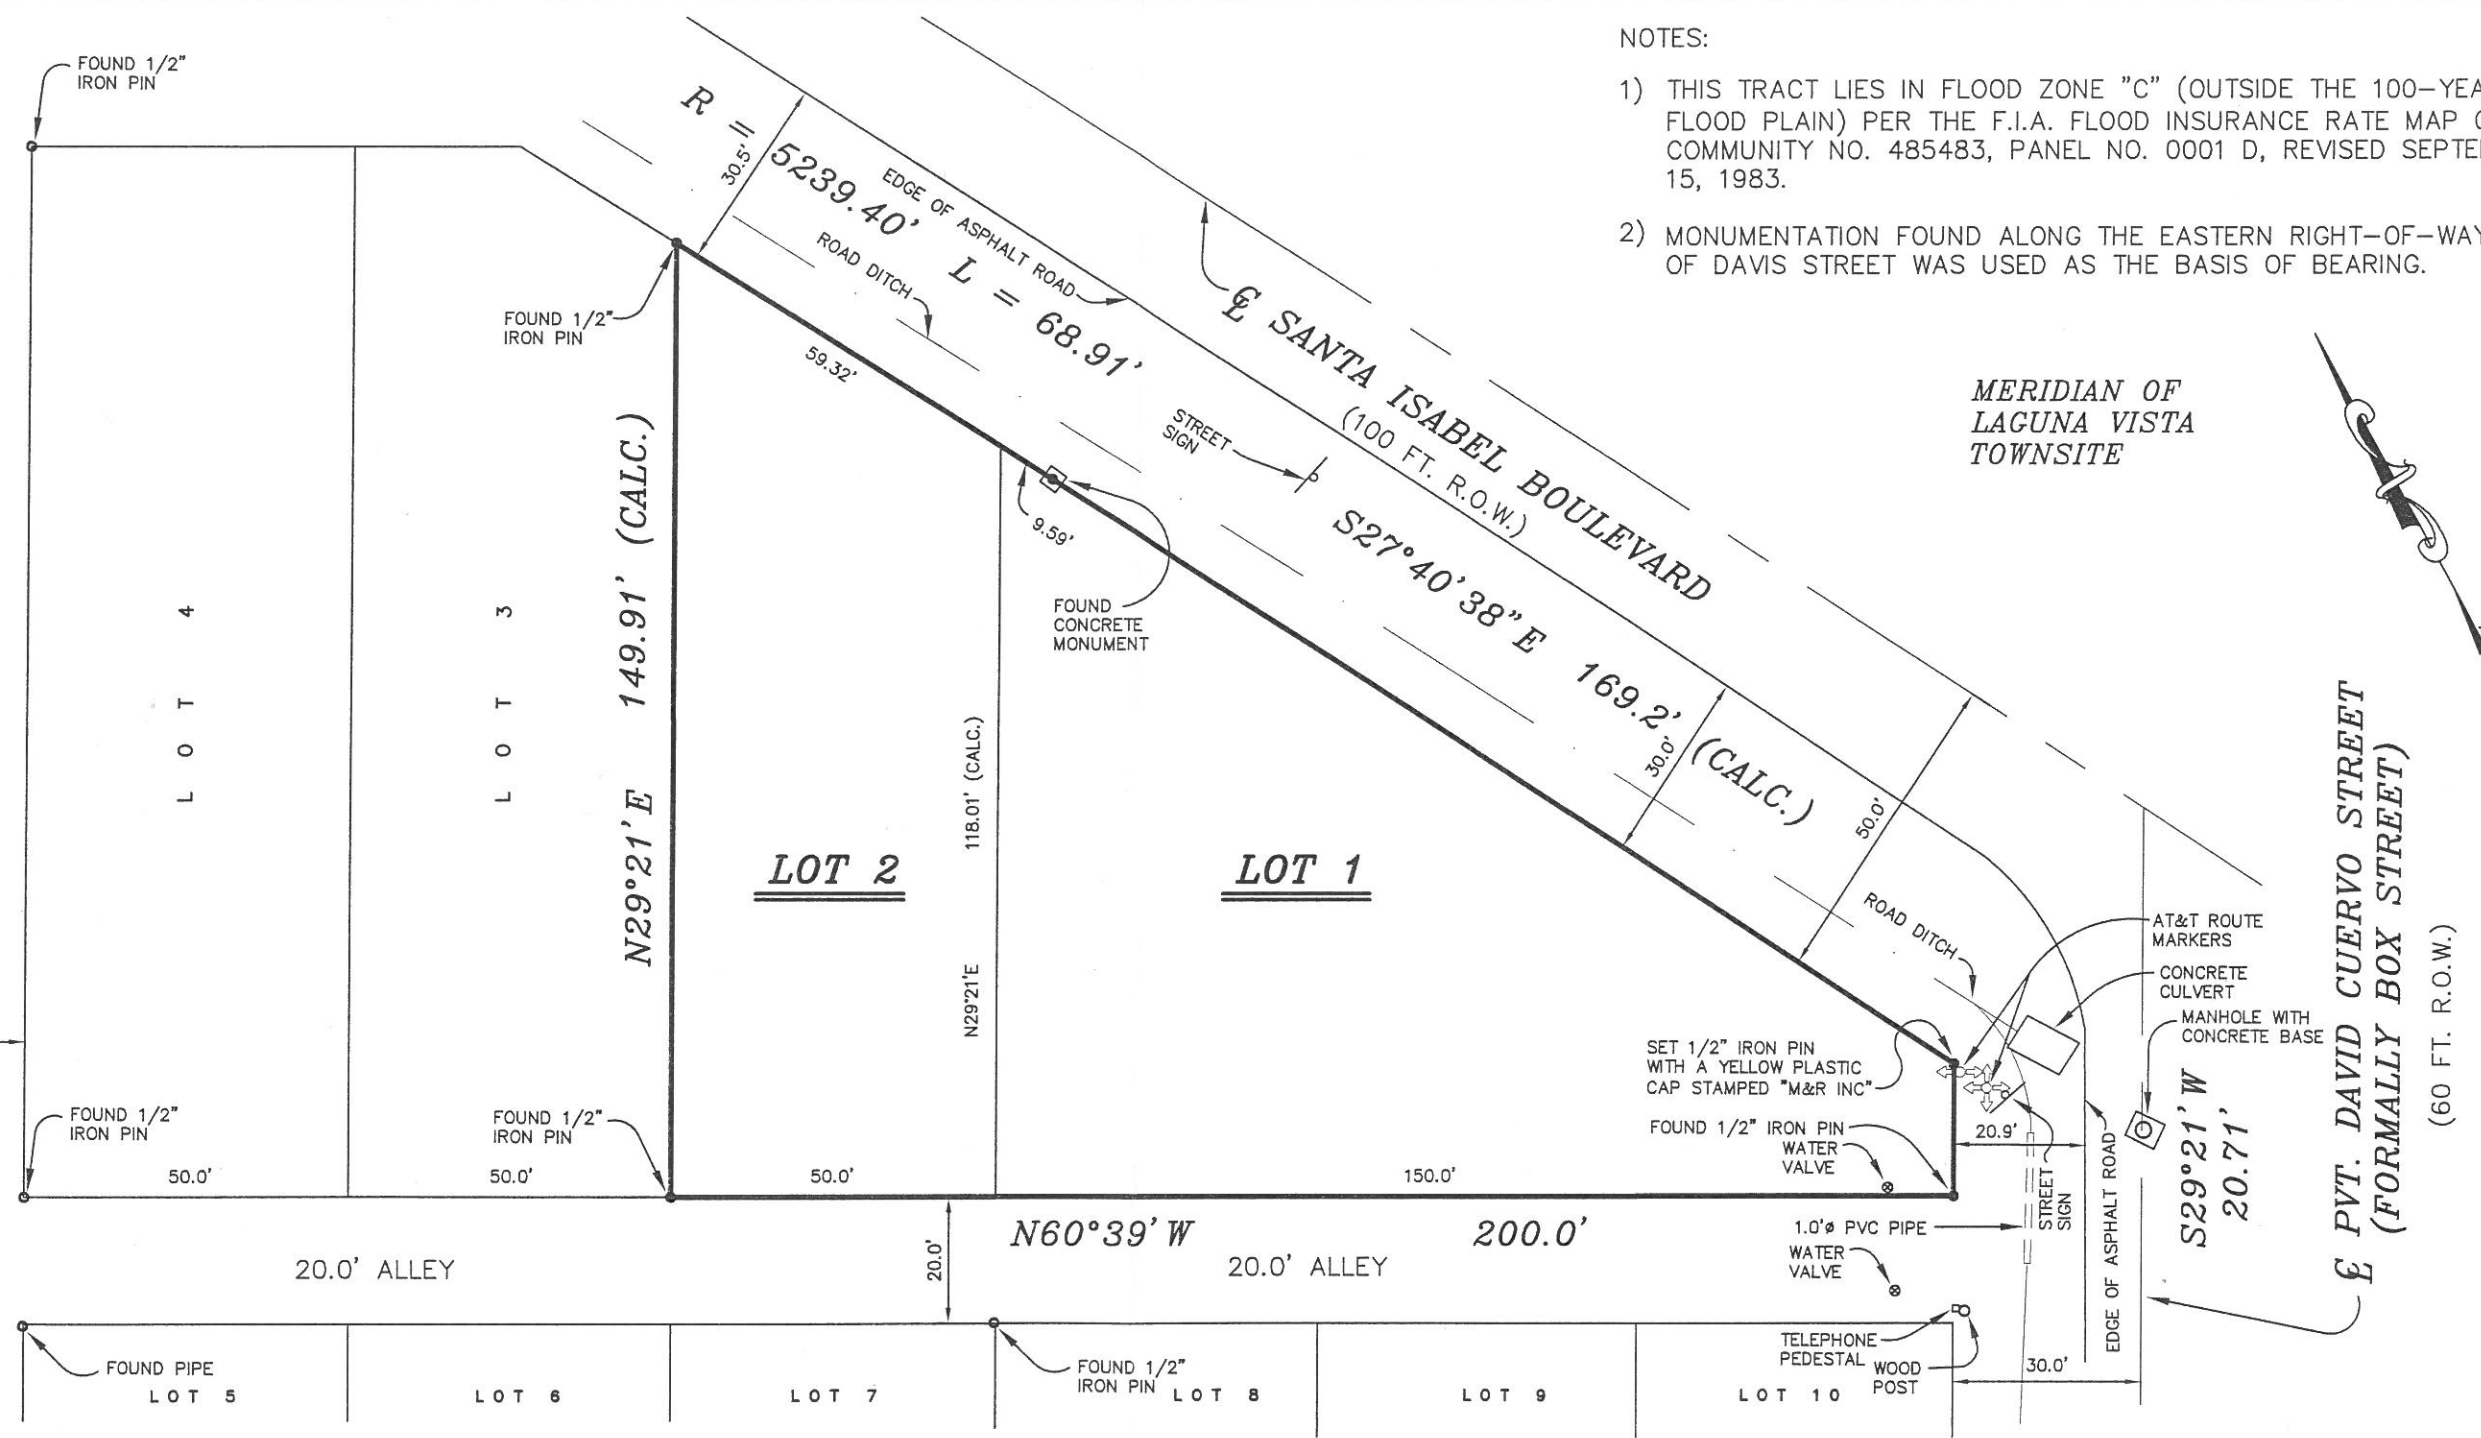 NOTES:
1) THIS TRACT LIES IN FLOOD ZONE "C" (OUTSIDE THE 100-YEA
FLOOD PLAIN) PER THE F.I.A. FLOOD INSURANCE RATE MAP
COMMUNITY NO. 485483, PANEL NO. 0001 D, REVISED SEPTE
15, 1983.
2) MONUMENTATION FOUND ALONG THE EASTERN RIGHT-OF-WAY
OF DAVIS STREET WAS USED AS THE BASIS OF BEARING.
MERIDIAN OF
LAGUNA VISTA
TOWNSITE
FOUND 1/2"
IRON PIN
R = 5239.40' L = 68.91'
30.5'
EDGE OF ASPHALT ROAD
ROAD DITCH
FOUND 1/2"
IRON PIN
59.32'
9.59'
STREET
SIGN
℄ SANTA ISABEL BOULEVARD
(100 FT. R.O.W.)
S27°40'38"E 169.2' (CALC.)
FOUND
CONCRETE
MONUMENT
30.0'
50.0'
LOT 4
LOT 3
N29°21'E 149.91' (CALC.)
LOT 2
N29°21'E 118.01' (CALC.)
LOT 1
ROAD DITCH
AT&T ROUTE
MARKERS
CONCRETE
CULVERT
MANHOLE WITH
CONCRETE BASE
SET 1/2" IRON PIN
WITH A YELLOW PLASTIC
CAP STAMPED "M&R INC"
FOUND 1/2" IRON PIN
WATER
VALVE
20.9'
STREET
SIGN
EDGE OF ASPHALT ROAD
S29°21'W
20.71'
℄ PVT. DAVID CUERVO STREET
(FORMALLY BOX STREET)
(60 FT. R.O.W.)
FOUND 1/2"
IRON PIN
FOUND 1/2"
IRON PIN
50.0'
50.0'
50.0'
150.0'
N60°39'W 200.0'
1.0'ø PVC PIPE
WATER
VALVE
20.0' ALLEY
20.0'
20.0' ALLEY
TELEPHONE
PEDESTAL
WOOD
POST
30.0'
FOUND PIPE
FOUND 1/2"
IRON PIN
LOT 5
LOT 6
LOT 7
LOT 8
LOT 9
LOT 10